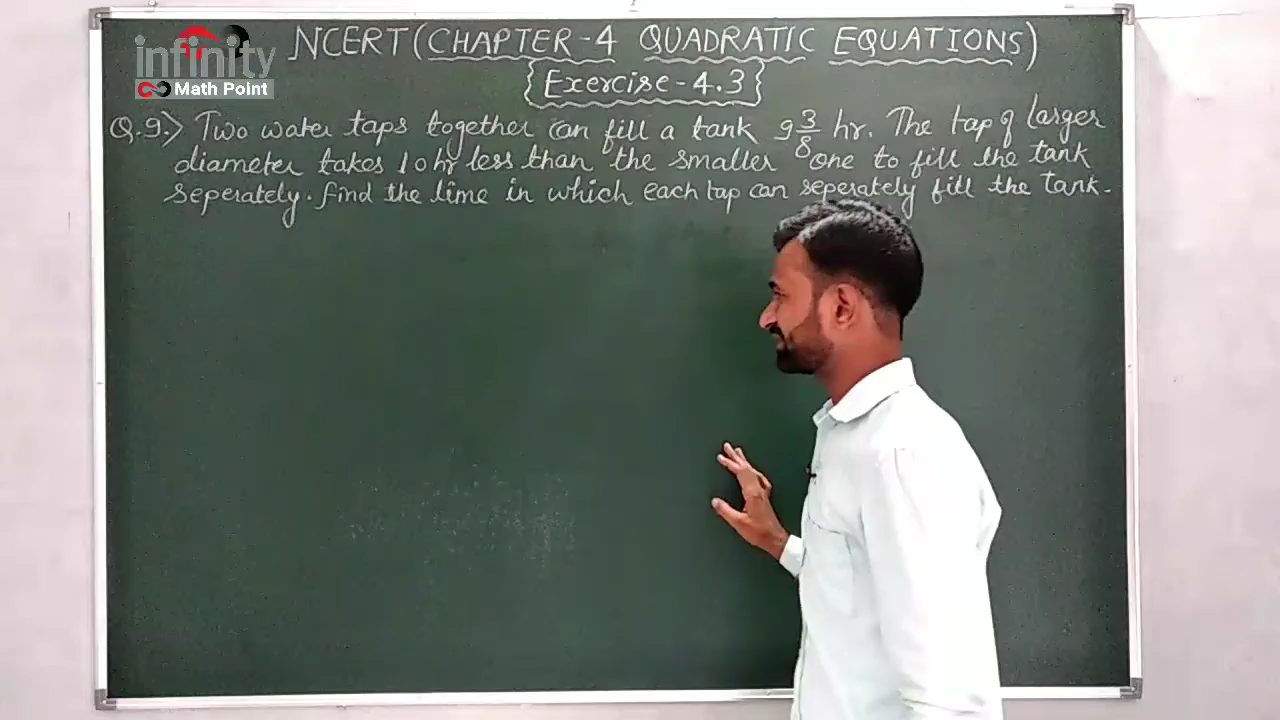 infinity
Math Point
NCERT (CHAPTER-4 QUADRATIC EQUATIONS)
{Exercise-4.3}
Q.9.> Two water taps together can fill a tank 9 3/8 hr. The tap of larger
diameter takes 10 hr less than the smaller one to fill the tank
seperately. find the time in which each tap can seperately fill the tank.